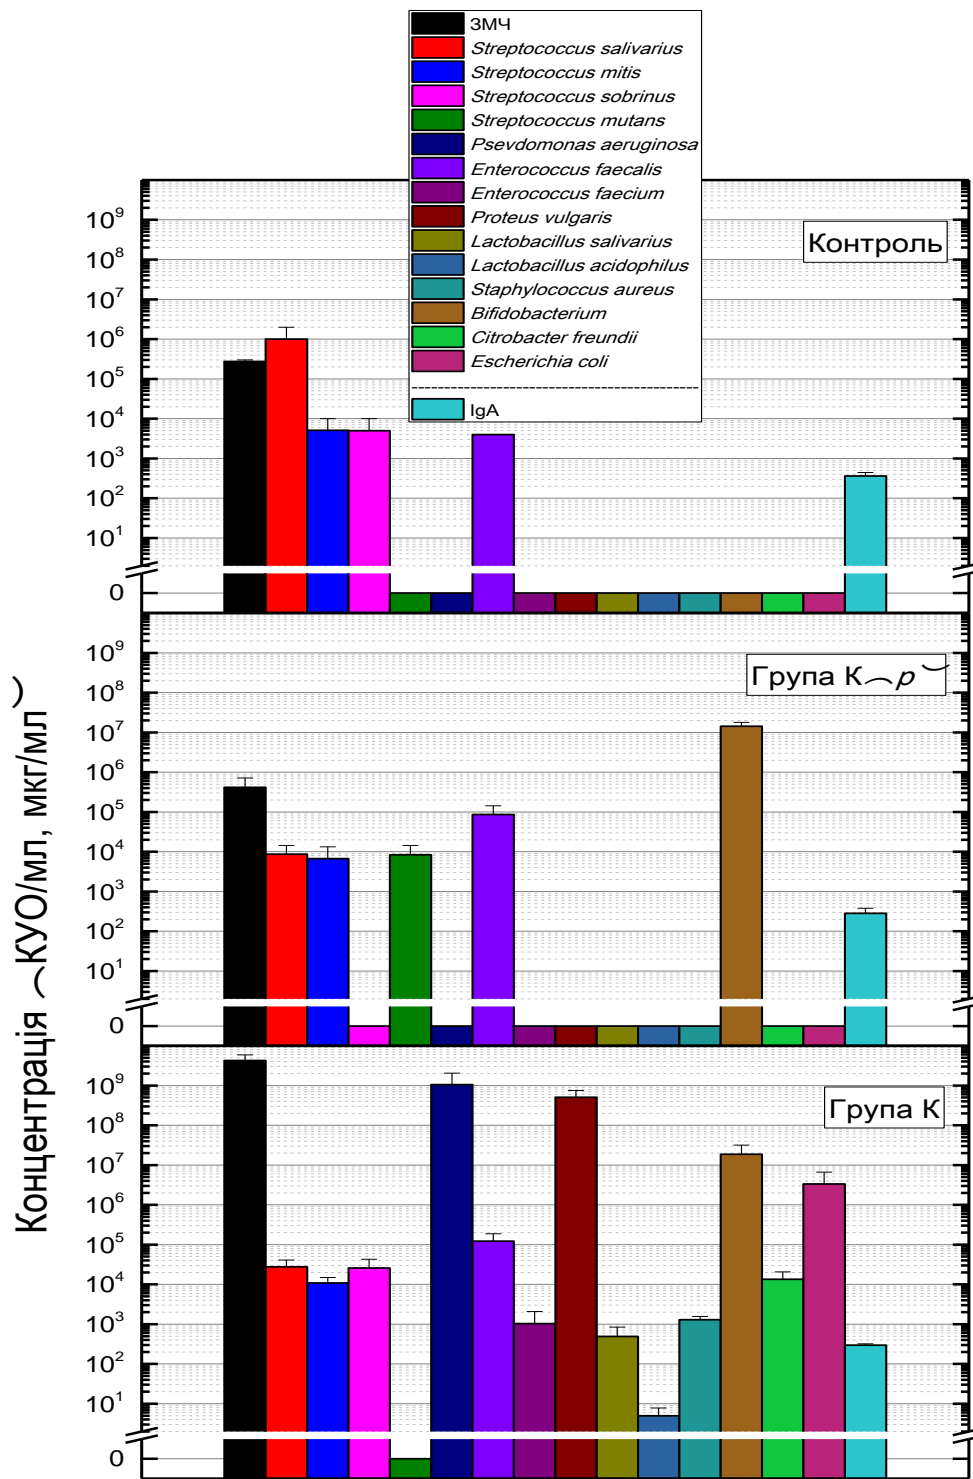 ЗМЧ
Streptococcus salivarius
Streptococcus mitis
Streptococcus sobrinus
Streptococcus mutans
Psevdomonas aeruginosa
Enterococcus faecalis
Enterococcus faecium
Proteus vulgaris
Lactobacillus salivarius
Lactobacillus acidophilus
Staphylococcus aureus
Bifidobacterium
Citrobacter freundii
Escherichia coli
IgA
Контроль
10⁹
10⁸
10⁷
10⁶
10⁵
10⁴
10³
10²
10¹
0
Група К(р)
10⁹
10⁸
10⁷
10⁶
10⁵
10⁴
10³
10²
10¹
0
Група К
10⁹
10⁸
10⁷
10⁶
10⁵
10⁴
10³
10²
10¹
0
Концентрація (КУО/мл, мкг/мл)